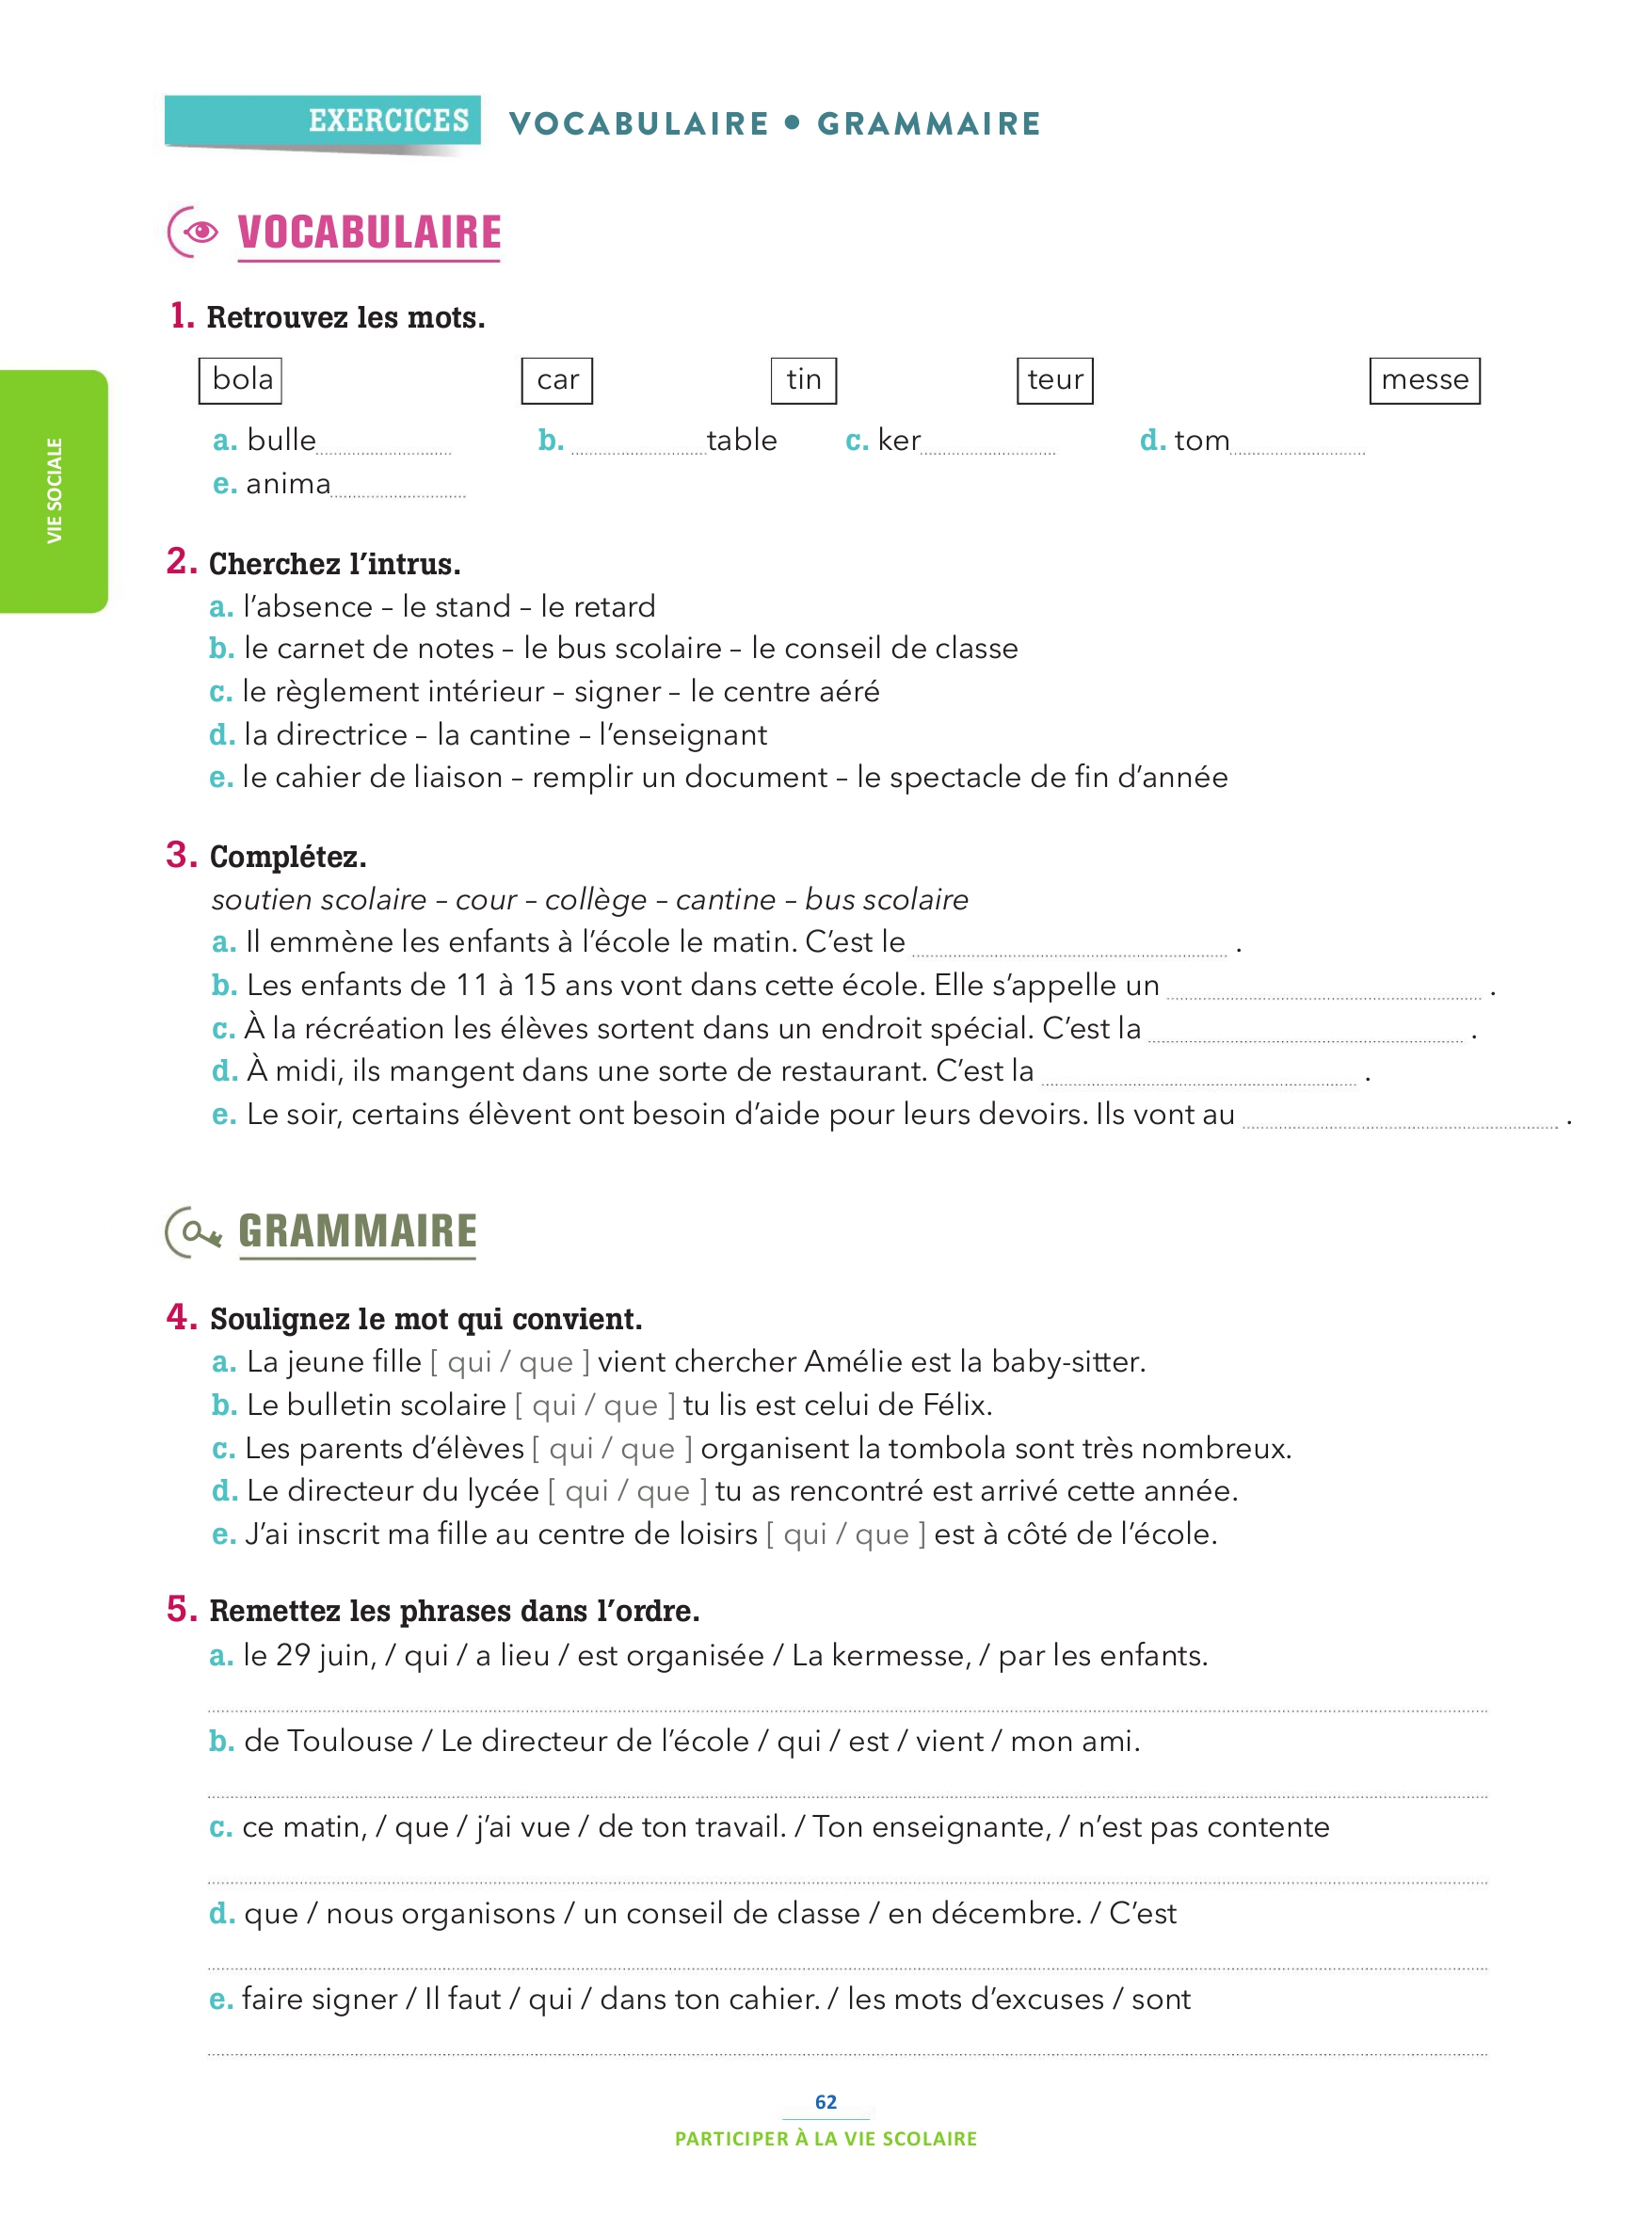 EXERCICES VOCABULAIRE • GRAMMAIRE
VOCABULAIRE
1. Retrouvez les mots.
bola car tin teur messe
a. bulle b. table c. ker d. tom
e. anima
VIE SOCIALE
2. Cherchez l’intrus.
a. l’absence – le stand – le retard
b. le carnet de notes – le bus scolaire – le conseil de classe
c. le règlement intérieur – signer – le centre aéré
d. la directrice – la cantine – l’enseignant
e. le cahier de liaison – remplir un document – le spectacle de fin d’année
3. Complétez.
soutien scolaire – cour – collège – cantine – bus scolaire
a. Il emmène les enfants à l’école le matin. C’est le .
b. Les enfants de 11 à 15 ans vont dans cette école. Elle s’appelle un .
c. À la récréation les élèves sortent dans un endroit spécial. C’est la .
d. À midi, ils mangent dans une sorte de restaurant. C’est la .
e. Le soir, certains élèvent ont besoin d’aide pour leurs devoirs. Ils vont au .
GRAMMAIRE
4. Soulignez le mot qui convient.
a. La jeune fille [ qui / que ] vient chercher Amélie est la baby-sitter.
b. Le bulletin scolaire [ qui / que ] tu lis est celui de Félix.
c. Les parents d’élèves [ qui / que ] organisent la tombola sont très nombreux.
d. Le directeur du lycée [ qui / que ] tu as rencontré est arrivé cette année.
e. J’ai inscrit ma fille au centre de loisirs [ qui / que ] est à côté de l’école.
5. Remettez les phrases dans l’ordre.
a. le 29 juin, / qui / a lieu / est organisée / La kermesse, / par les enfants.
b. de Toulouse / Le directeur de l’école / qui / est / vient / mon ami.
c. ce matin, / que / j’ai vue / de ton travail. / Ton enseignante, / n’est pas contente
d. que / nous organisons / un conseil de classe / en décembre. / C’est
e. faire signer / Il faut / qui / dans ton cahier. / les mots d’excuses / sont
62
PARTICIPER À LA VIE SCOLAIRE